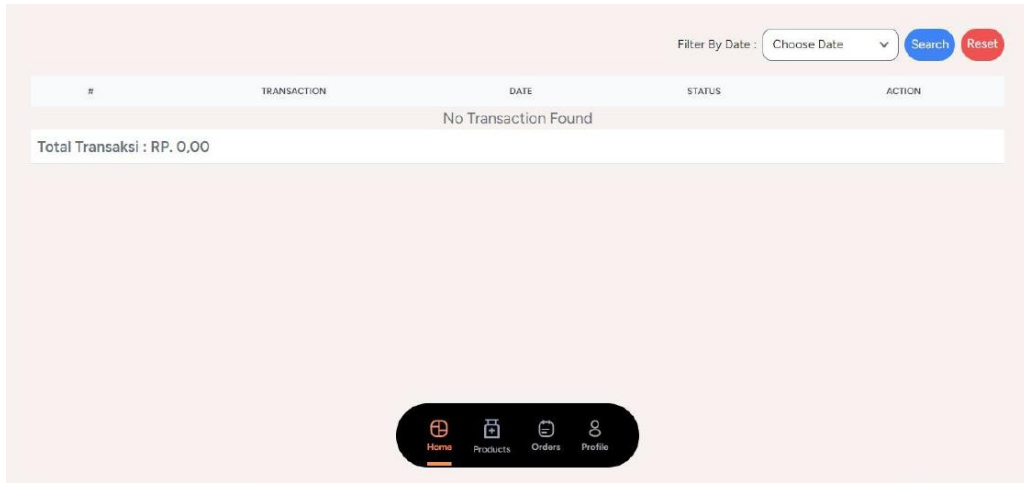 Filter By Date : Choose Date Search Reset
# TRANSACTION DATE STATUS ACTION
No Transaction Found
Total Transaksi : RP. 0,00
Home Products Orders Profile